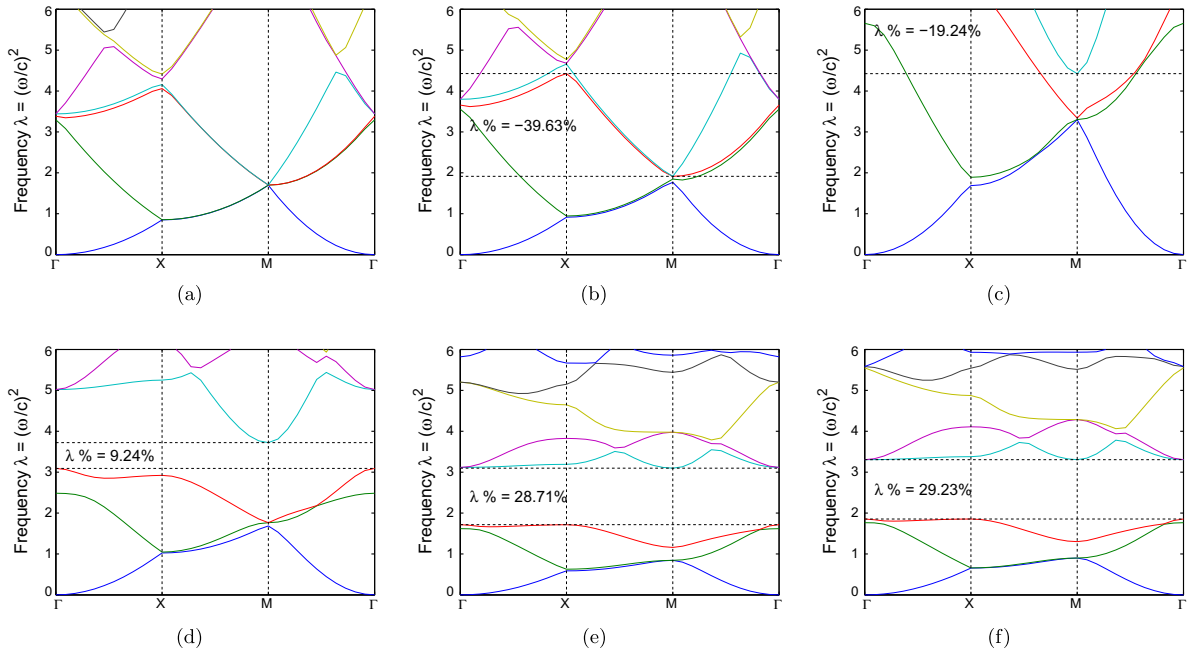 6
5
4
3
2
1
0
Frequency λ = (ω/c)²
Γ X M Γ
(a)
6
5
4
3
2
1
0
Frequency λ = (ω/c)²
λ % = −39.63%
Γ X M Γ
(b)
6
5
4
3
2
1
0
Frequency λ = (ω/c)²
λ % = −19.24%
Γ X M Γ
(c)
6
5
4
3
2
1
0
Frequency λ = (ω/c)²
λ % = 9.24%
Γ X M Γ
(d)
6
5
4
3
2
1
0
Frequency λ = (ω/c)²
λ % = 28.71%
Γ X M Γ
(e)
6
5
4
3
2
1
0
Frequency λ = (ω/c)²
λ % = 29.23%
Γ X M Γ
(f)